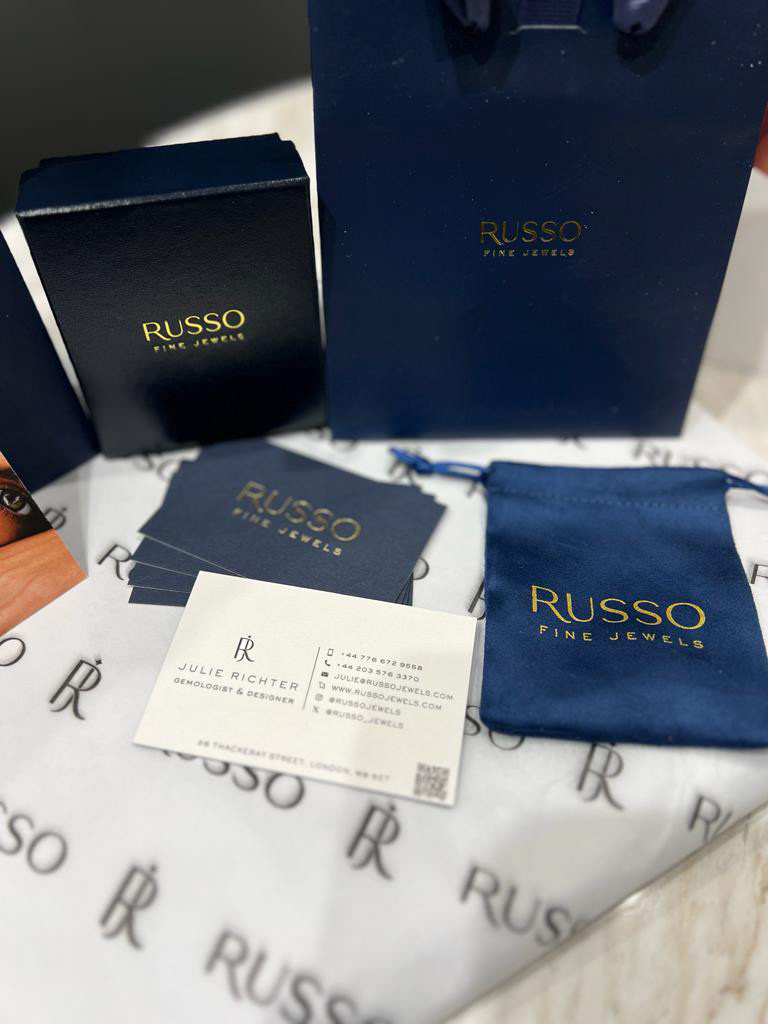 RUSSO
FINE JEWELS
RUSSO
FINE JEWELS
RUSSO
FINE JEWELS
RUSSO
FINE JEWELS
JULIE RICHTER
GEMOLOGIST & DESIGNER
+44 776 672 9558
+44 203 576 3370
JULIE@RUSSOJEWELS.COM
WWW.RUSSOJEWELS.COM
@RUSSOJEWELS
@RUSSO_JEWELS
26 THACKERAY STREET, LONDON, W8 5ET
RUSSO
RUSSO
RUSSO